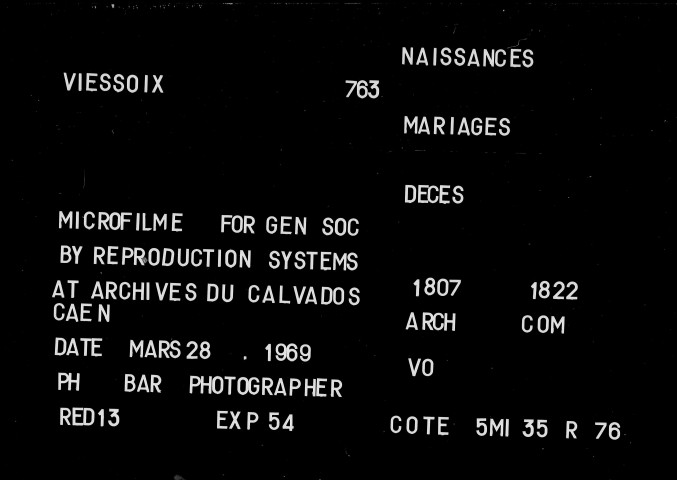 VIESSOIX 763
NAISSANCES
MARIAGES
DECES
MICROFILME FOR GEN SOC
BY REPRODUCTION SYSTEMS
AT ARCHIVES DU CALVADOS
CAEN
DATE MARS 28 . 1969
PH BAR PHOTOGRAPHER
RED 13 EXP 54
1807 1822
ARCH COM
VO
COTE 5MI 35 R 76